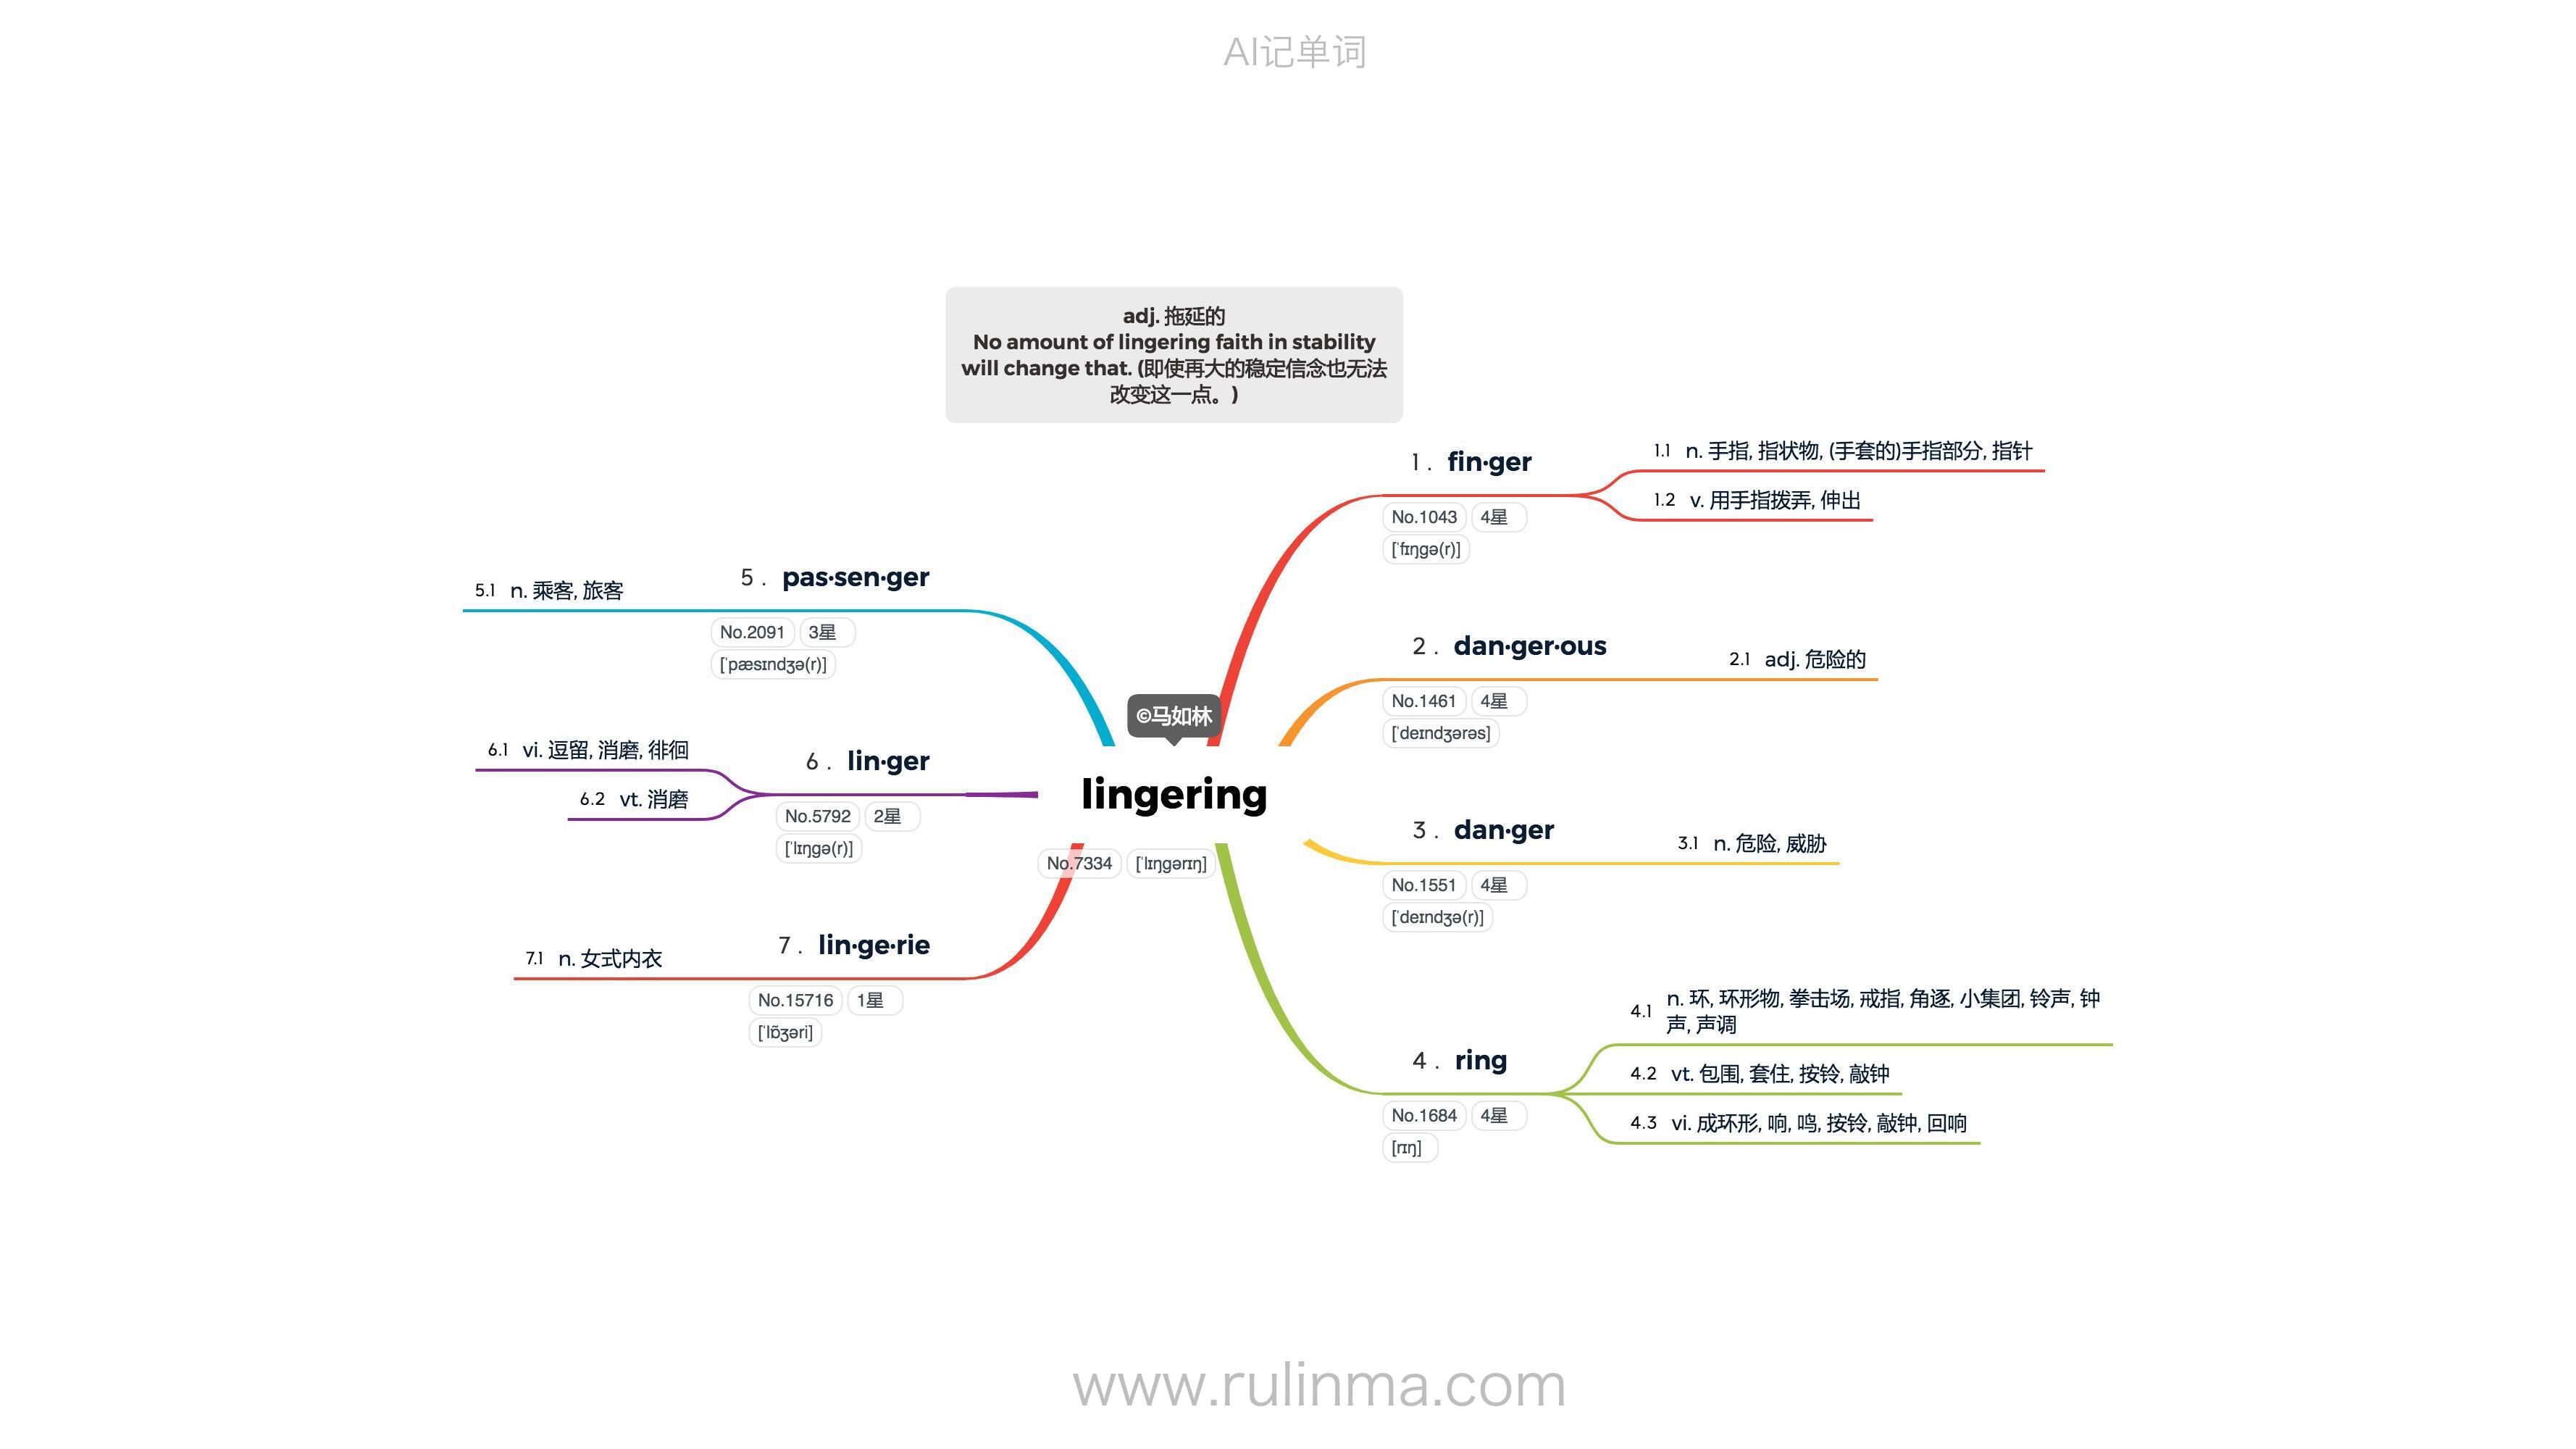 AI记单词
adj. 拖延的
No amount of lingering faith in stability
will change that. (即使再大的稳定信念也无法
改变这一点。)
©马如林
lingering
No.7334 [ˈlɪŋɡərɪŋ]
1 . fin·ger
No.1043 4星
[ˈfɪŋɡə(r)]
1.1 n. 手指, 指状物, (手套的)手指部分, 指针
1.2 v. 用手指拨弄, 伸出
2 . dan·ger·ous
No.1461 4星
[ˈdeɪndʒərəs]
2.1 adj. 危险的
3 . dan·ger
No.1551 4星
[ˈdeɪndʒə(r)]
3.1 n. 危险, 威胁
4 . ring
No.1684 4星
[rɪŋ]
4.1 n. 环, 环形物, 拳击场, 戒指, 角逐, 小集团, 铃声, 钟
声, 声调
4.2 vt. 包围, 套住, 按铃, 敲钟
4.3 vi. 成环形, 响, 鸣, 按铃, 敲钟, 回响
5 . pas·sen·ger
No.2091 3星
[ˈpæsɪndʒə(r)]
5.1 n. 乘客, 旅客
6 . lin·ger
No.5792 2星
[ˈlɪŋɡə(r)]
6.1 vi. 逗留, 消磨, 徘徊
6.2 vt. 消磨
7 . lin·ge·rie
No.15716 1星
[ˈlɒ̃ʒəri]
7.1 n. 女式内衣
www.rulinma.com